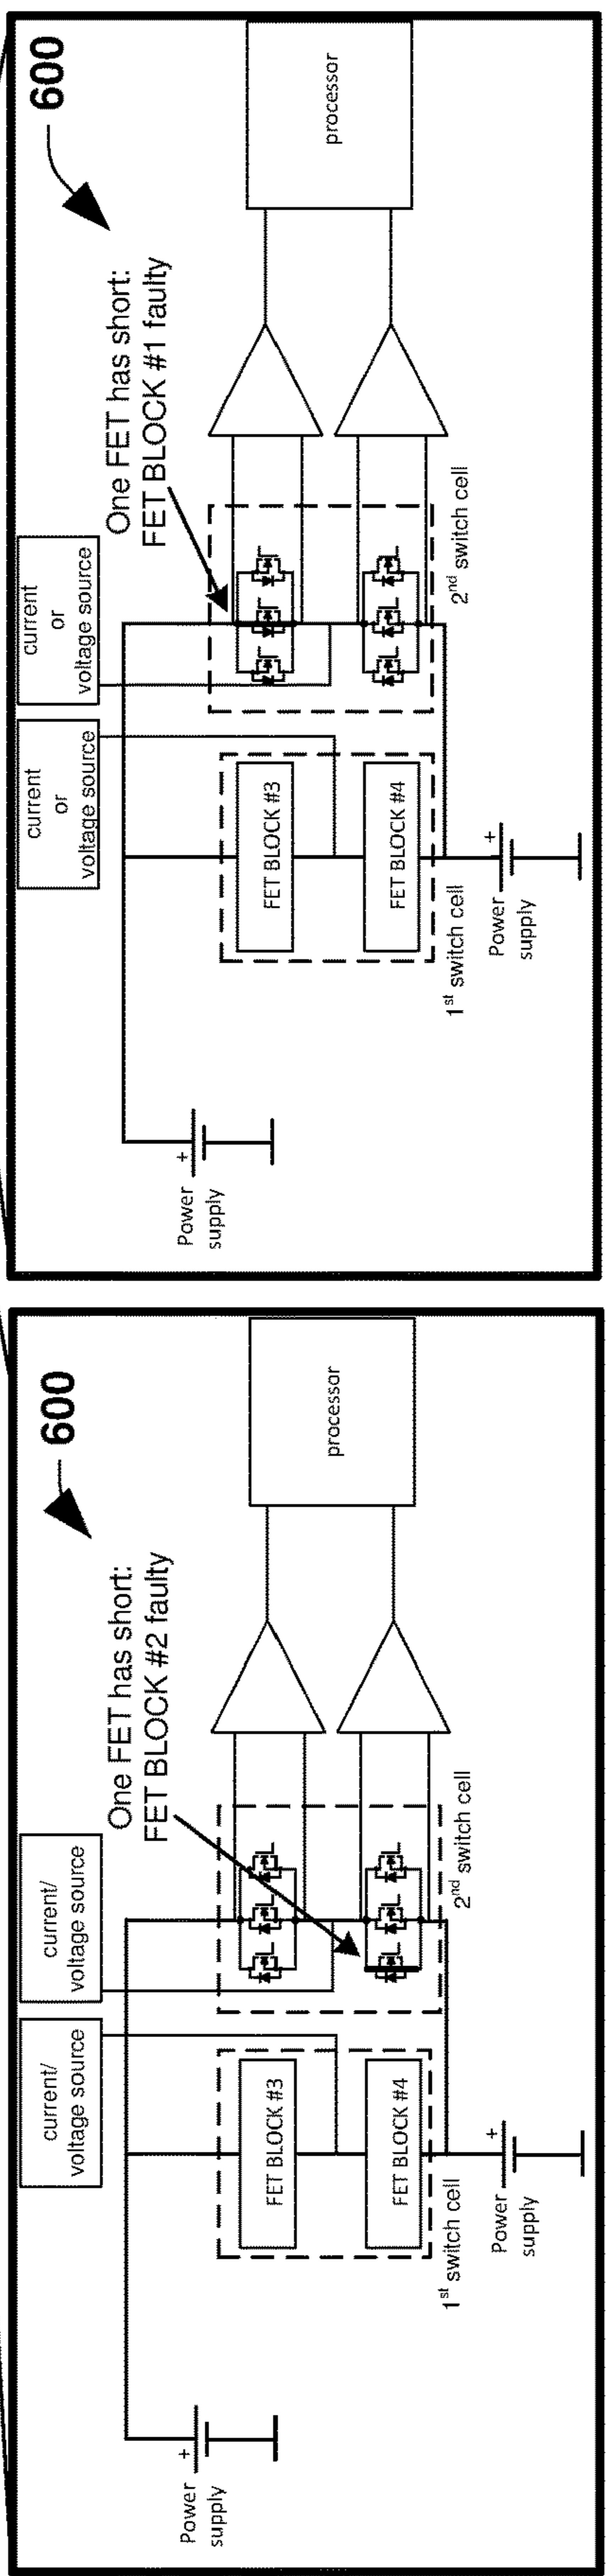 600
One FET has short:
FET BLOCK #1 faulty
current
or
voltage source
current
or
voltage source
processor
FET BLOCK #3
FET BLOCK #4
2nd switch cell
1st switch cell
+
Power
supply
+
Power
supply
600
One FET has short:
FET BLOCK #2 faulty
current/
voltage source
current/
voltage source
processor
FET BLOCK #3
FET BLOCK #4
2nd switch cell
1st switch cell
+
Power
supply
+
Power
supply